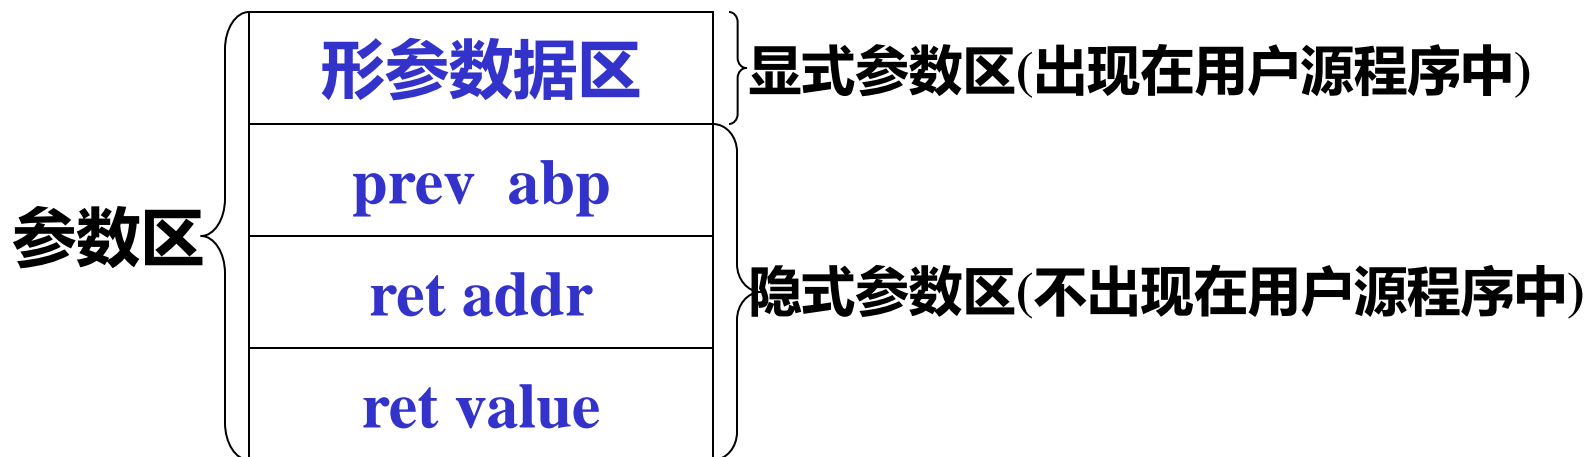 形参数据区
显式参数区(出现在用户源程序中)
prev abp
参数区
ret addr
隐式参数区(不出现在用户源程序中)
ret value